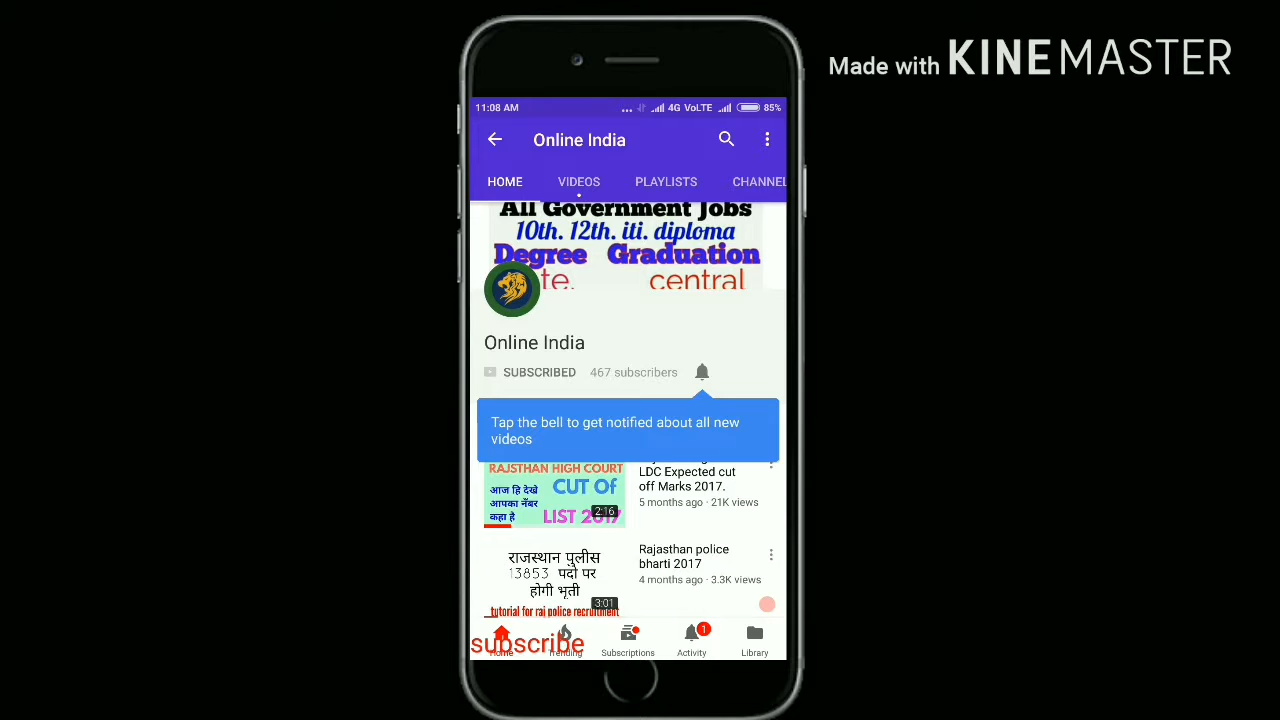 Made with KINEMASTER
11:08 AM
4G VoLTE
85%
Online India
HOME VIDEOS PLAYLISTS CHANNEL
All Government Jobs
10th. 12th. iti. diploma
Degree Graduation
te. central
Online India
SUBSCRIBED 467 subscribers
Tap the bell to get notified about all new
videos
RAJSTHAN HIGH COURT
आज हि देखे
आपका नँबर
कहा है
CUT Of
LIST 2017
2:16
LDC Expected cut
off Marks 2017.
5 months ago · 21K views
राजस्थान पुलीस
13853 पदो पर
होगी भृती
3:01
tutorial for raj police recruitment
Rajasthan police
bharti 2017
4 months ago · 3.3K views
subscribe
Home Trending Subscriptions Activity Library
1